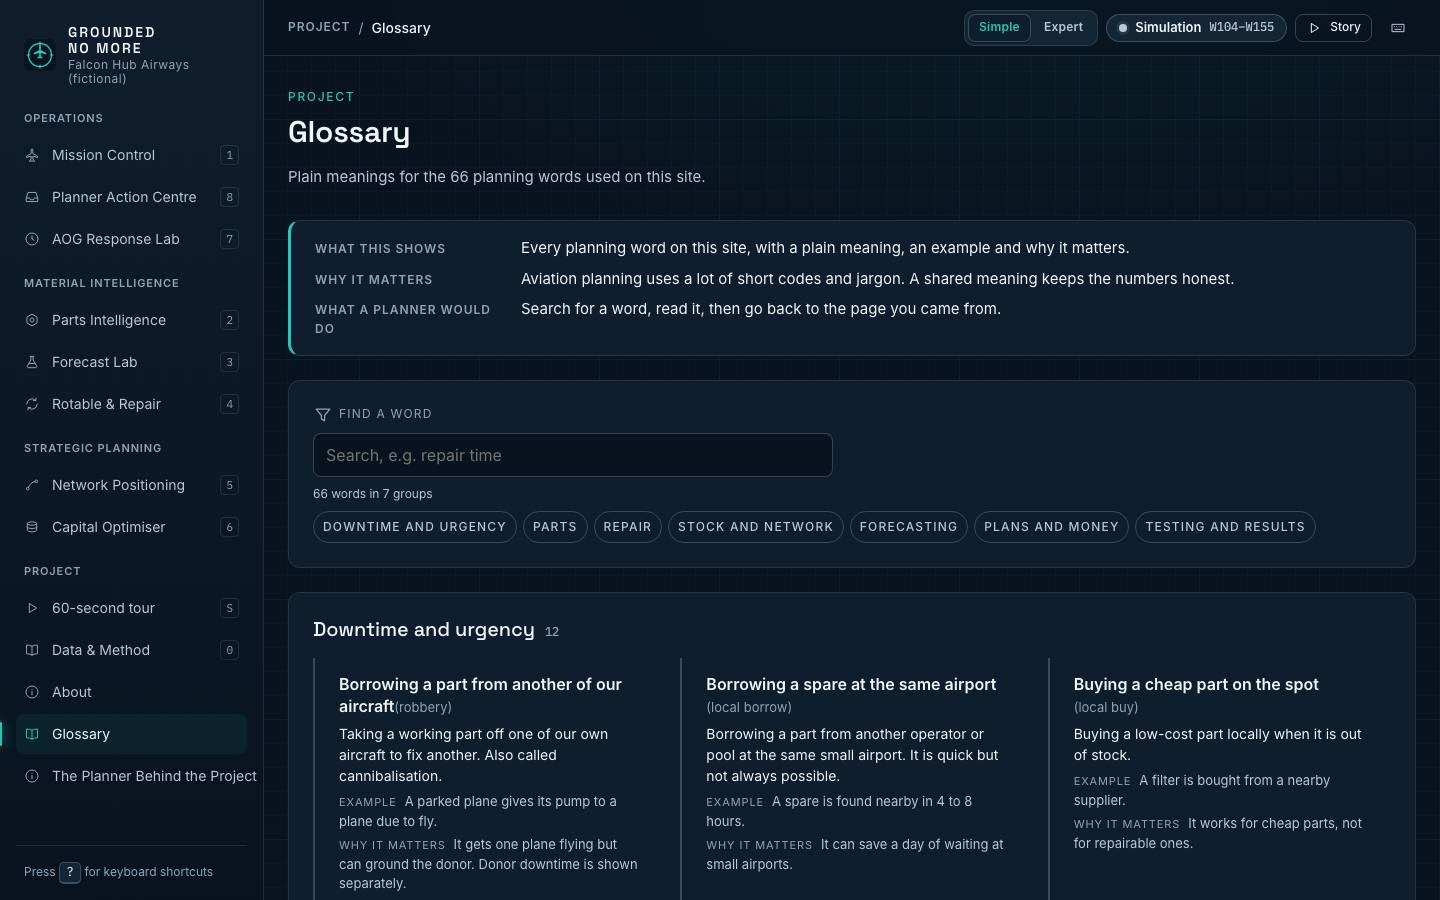 GROUNDED
NO MORE
Falcon Hub Airways
(fictional)
OPERATIONS
Mission Control 1
Planner Action Centre 8
AOG Response Lab 7
MATERIAL INTELLIGENCE
Parts Intelligence 2
Forecast Lab 3
Rotable & Repair 4
STRATEGIC PLANNING
Network Positioning 5
Capital Optimiser 6
PROJECT
60-second tour S
Data & Method 0
About
Glossary
The Planner Behind the Project
Press ? for keyboard shortcuts
PROJECT / Glossary
Simple Expert Simulation W104–W155 Story
PROJECT
Glossary
Plain meanings for the 66 planning words used on this site.
WHAT THIS SHOWS Every planning word on this site, with a plain meaning, an example and why it matters.
WHY IT MATTERS Aviation planning uses a lot of short codes and jargon. A shared meaning keeps the numbers honest.
WHAT A PLANNER WOULD DO Search for a word, read it, then go back to the page you came from.
FIND A WORD
Search, e.g. repair time
66 words in 7 groups
DOWNTIME AND URGENCY PARTS REPAIR STOCK AND NETWORK FORECASTING PLANS AND MONEY TESTING AND RESULTS
Downtime and urgency 12
Borrowing a part from another of our
aircraft(robbery)
Taking a working part off one of our own
aircraft to fix another. Also called
cannibalisation.
EXAMPLE A parked plane gives its pump to a
plane due to fly.
WHY IT MATTERS It gets one plane flying but
can ground the donor. Donor downtime is shown
separately.
Borrowing a spare at the same airport
(local borrow)
Borrowing a part from another operator or
pool at the same small airport. It is quick but
not always possible.
EXAMPLE A spare is found nearby in 4 to 8
hours.
WHY IT MATTERS It can save a day of waiting at
small airports.
Buying a cheap part on the spot
(local buy)
Buying a low-cost part locally when it is out
of stock.
EXAMPLE A filter is bought from a nearby
supplier.
WHY IT MATTERS It works for cheap parts, not
for repairable ones.